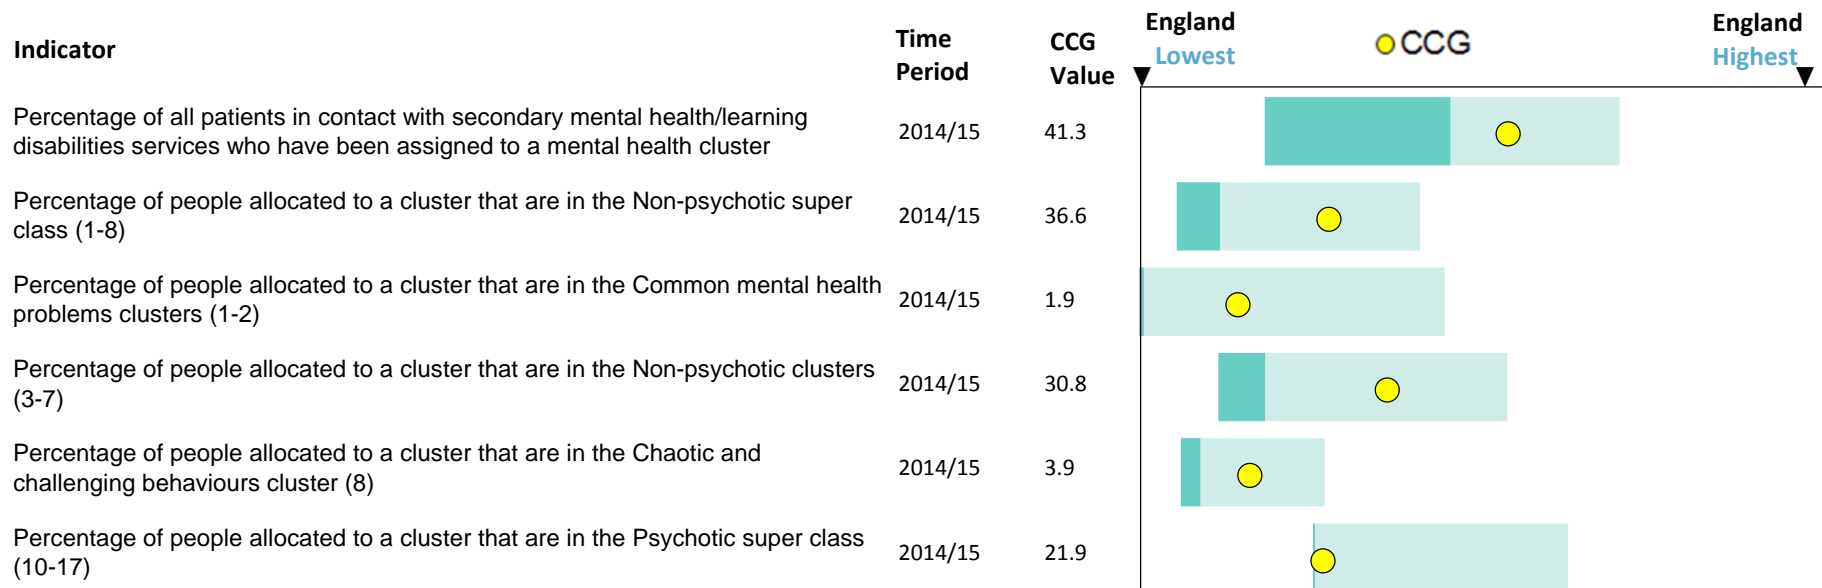 Indicator
Time
Period
CCG
Value
England
Lowest
CCG
England
Highest
Percentage of all patients in contact with secondary mental health/learning
disabilities services who have been assigned to a mental health cluster
2014/15
41.3
Percentage of people allocated to a cluster that are in the Non-psychotic super
class (1-8)
2014/15
36.6
Percentage of people allocated to a cluster that are in the Common mental health
problems clusters (1-2)
2014/15
1.9
Percentage of people allocated to a cluster that are in the Non-psychotic clusters
(3-7)
2014/15
30.8
Percentage of people allocated to a cluster that are in the Chaotic and
challenging behaviours cluster (8)
2014/15
3.9
Percentage of people allocated to a cluster that are in the Psychotic super class
(10-17)
2014/15
21.9